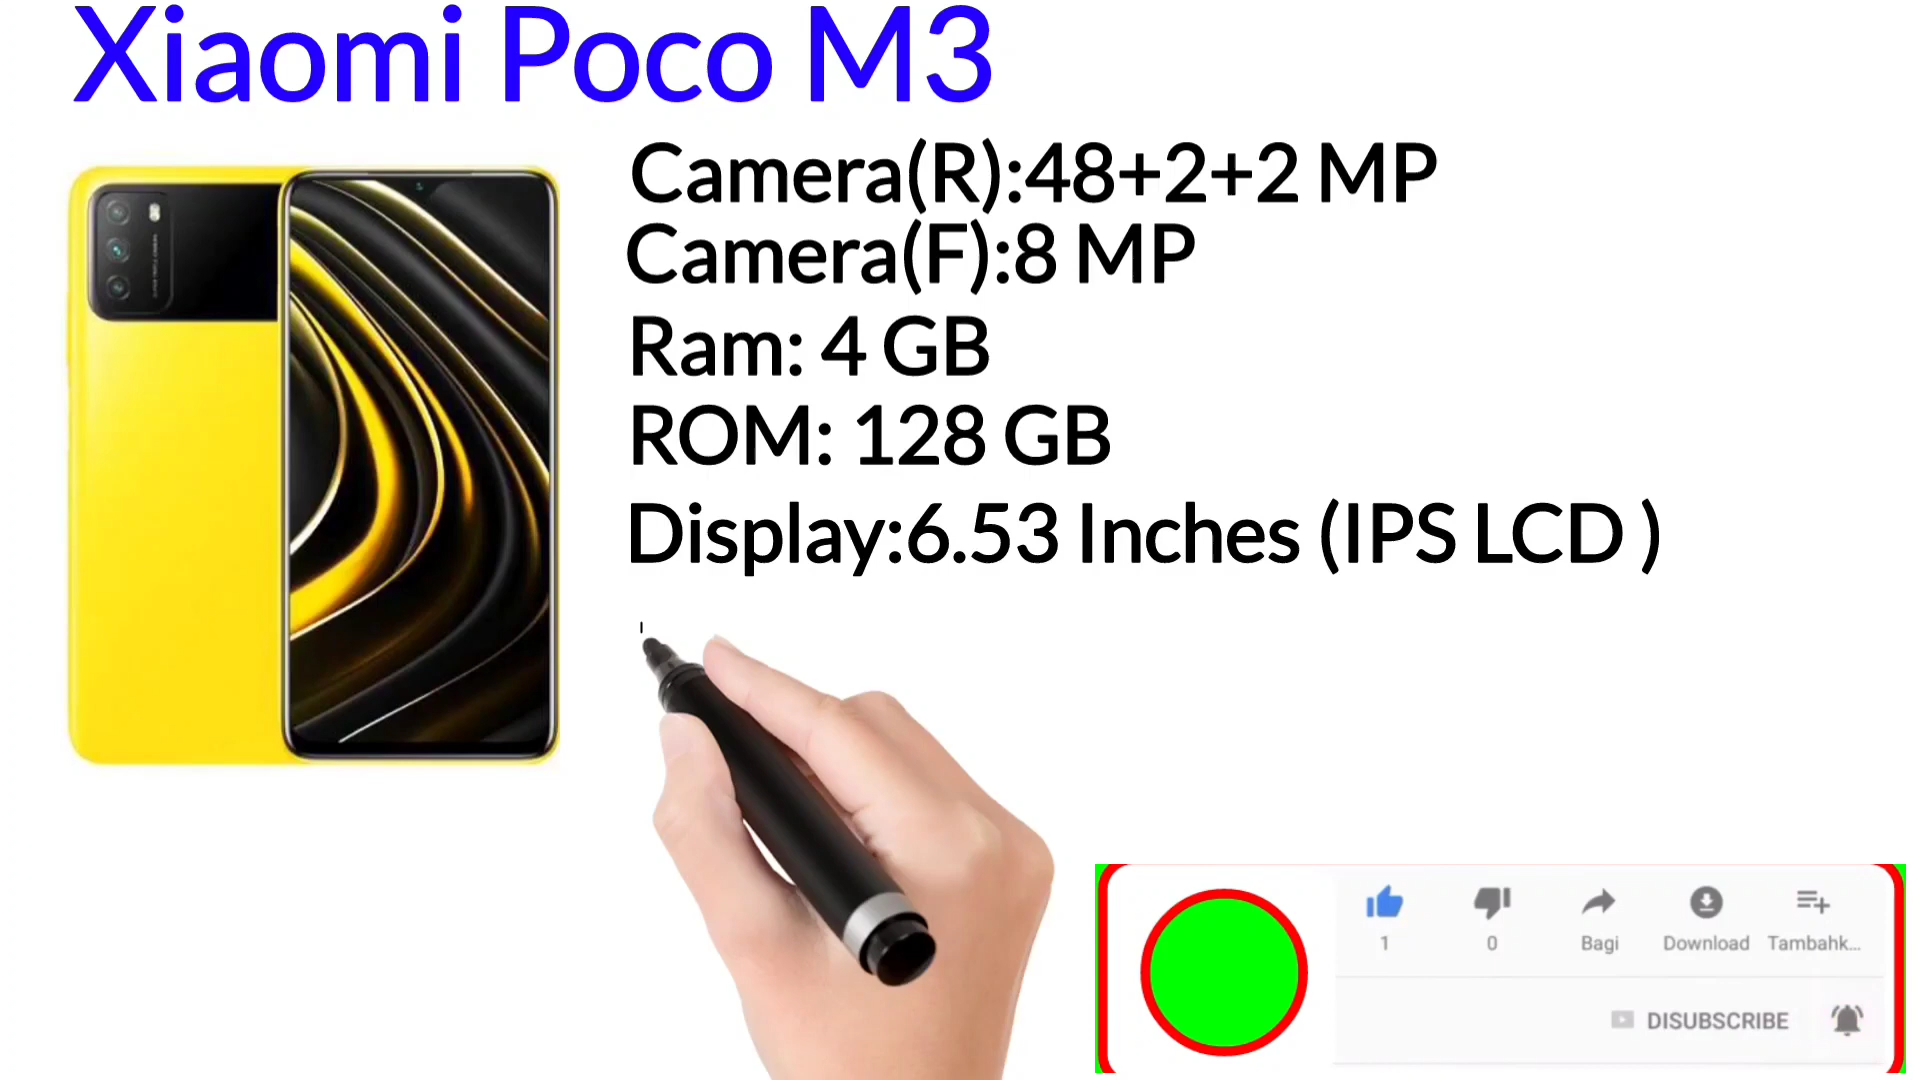 Xiaomi Poco M3
Camera(R):48+2+2 MP
Camera(F):8 MP
Ram: 4 GB
ROM: 128 GB
Display:6.53 Inches (IPS LCD )
1
0
Bagi
Download
Tambahk...
DISUBSCRIBE